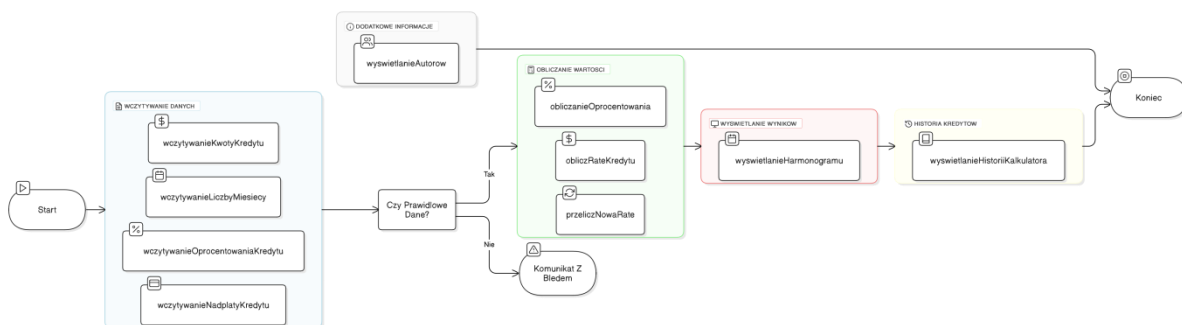 DODATKOWE INFORMACJE
wyswietlanieAutorow
OBLICZANIE WARTOSCI
obliczanieOprocentowania
obliczRateKredytu
przeliczNowaRate
WCZYTYWANIE DANYCH
wczytywanieKwotyKredytu
wczytywanieLiczbyMiesiecy
wczytywanieOprocentowaniaKredytu
wczytywanieNadplatyKredytu
Start
Czy Prawidlowe
Dane?
Tak
Nie
Komunikat Z
Bledem
WYSWIETLANIE WYNIKOW
wyswietlanieHarmonogramu
HISTORIA KREDYTOW
wyswietlanieHistoriiKalkulatora
Koniec